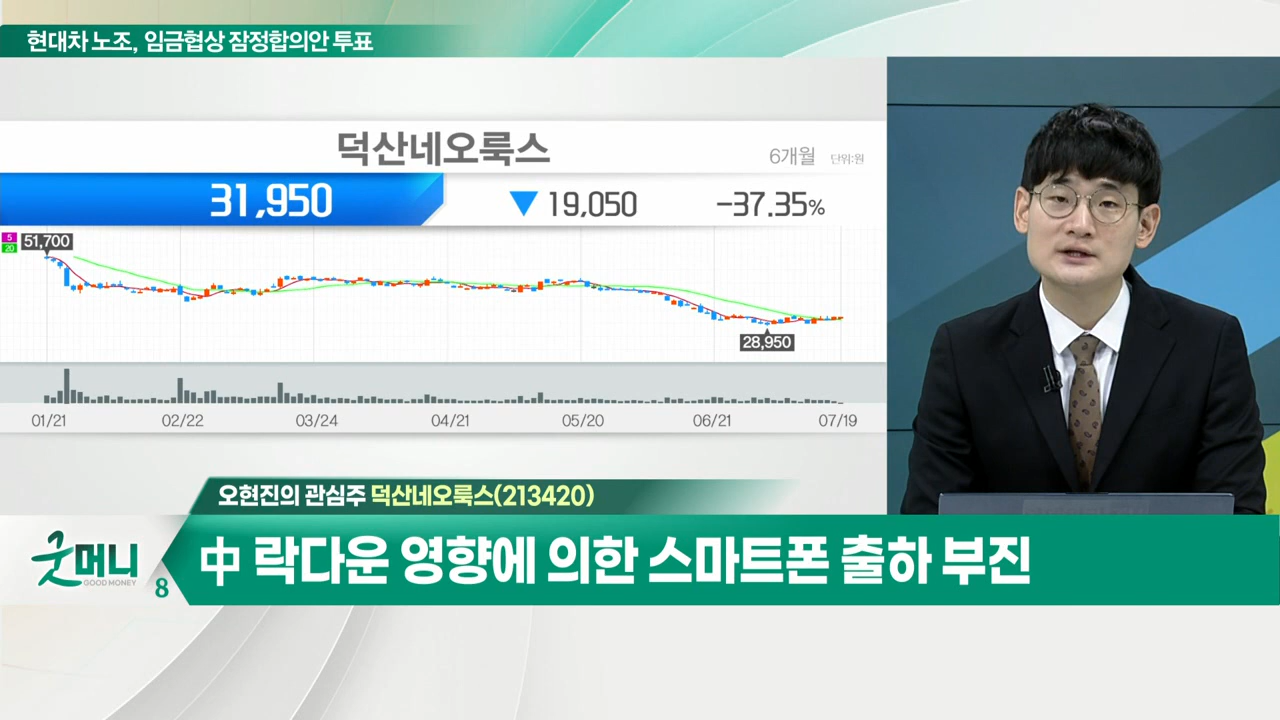 현대차 노조, 임금협상 잠정합의안 투표
덕산네오룩스
6개월 단위:원
31,950 ▼ 19,050 -37.35%
5
20
51,700
28,950
01/21 02/22 03/24 04/21 05/20 06/21 07/19
오현진의 관심주 덕산네오룩스(213420)
굿머니
GOOD MONEY
8
中 락다운 영향에 의한 스마트폰 출하 부진